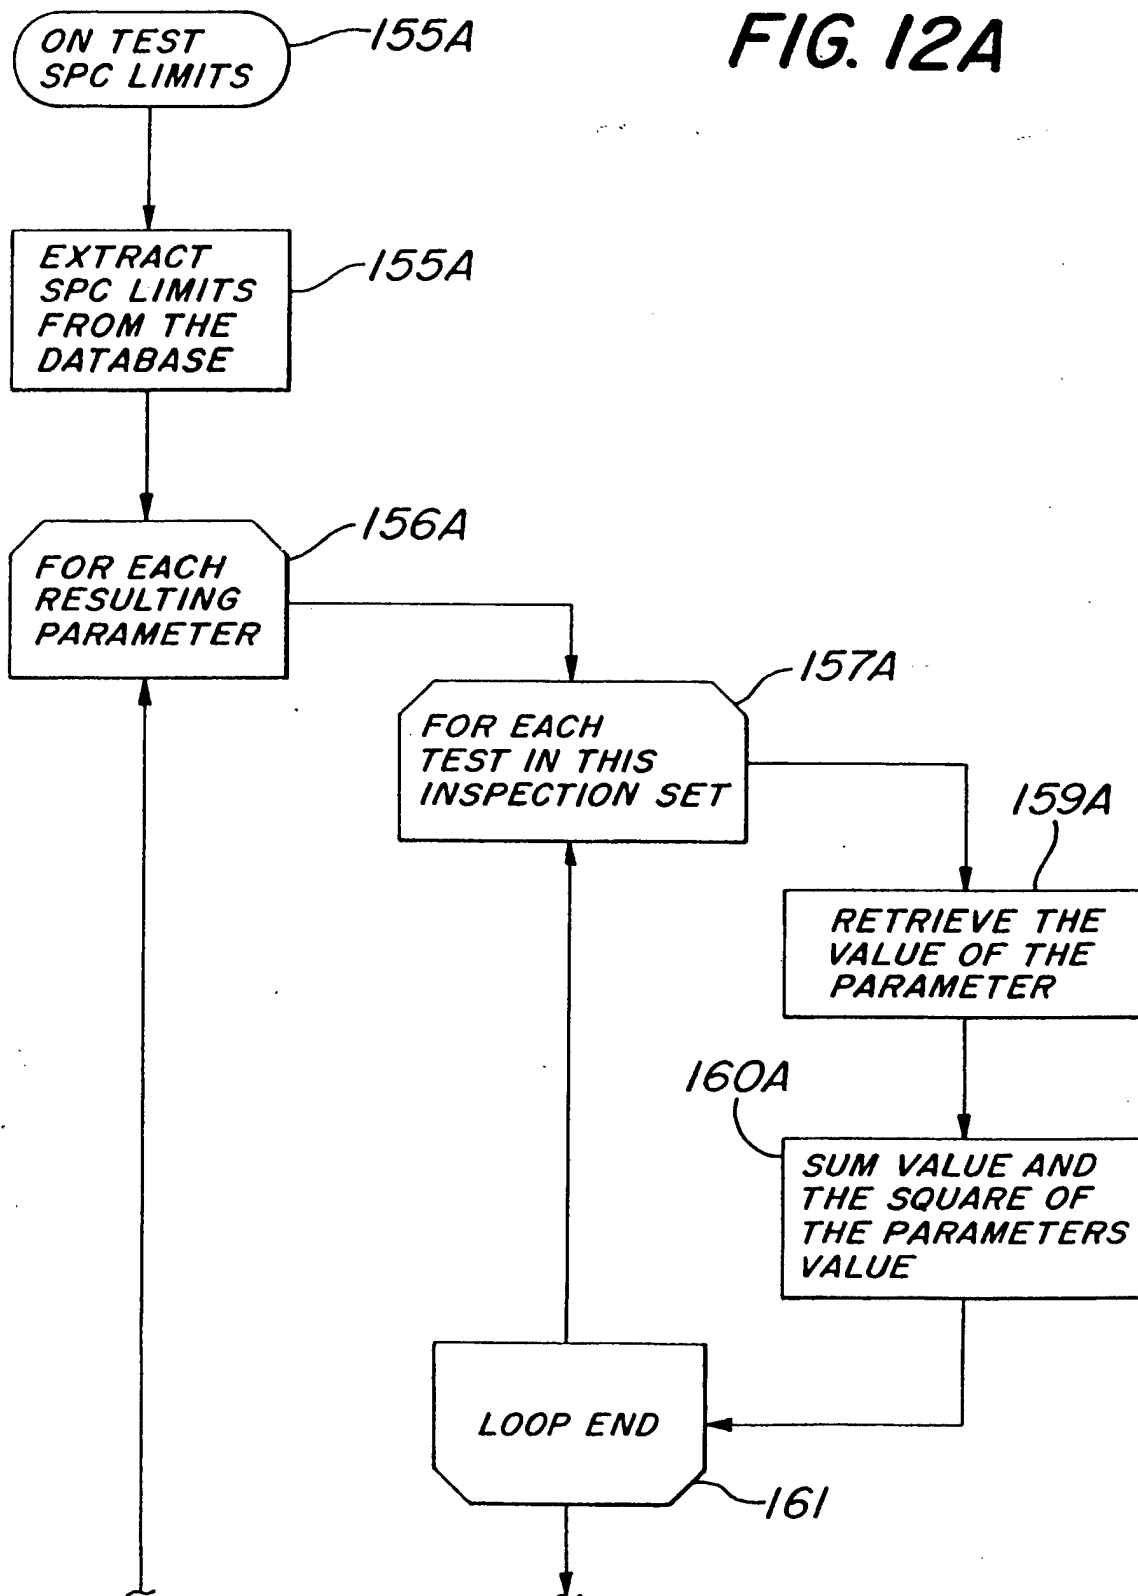 FIG. 12A
ON TEST
SPC LIMITS
155A
EXTRACT
SPC LIMITS
FROM THE
DATABASE
155A
FOR EACH
RESULTING
PARAMETER
156A
FOR EACH
TEST IN THIS
INSPECTION SET
157A
RETRIEVE THE
VALUE OF THE
PARAMETER
159A
SUM VALUE AND
THE SQUARE OF
THE PARAMETERS
VALUE
160A
LOOP END
161